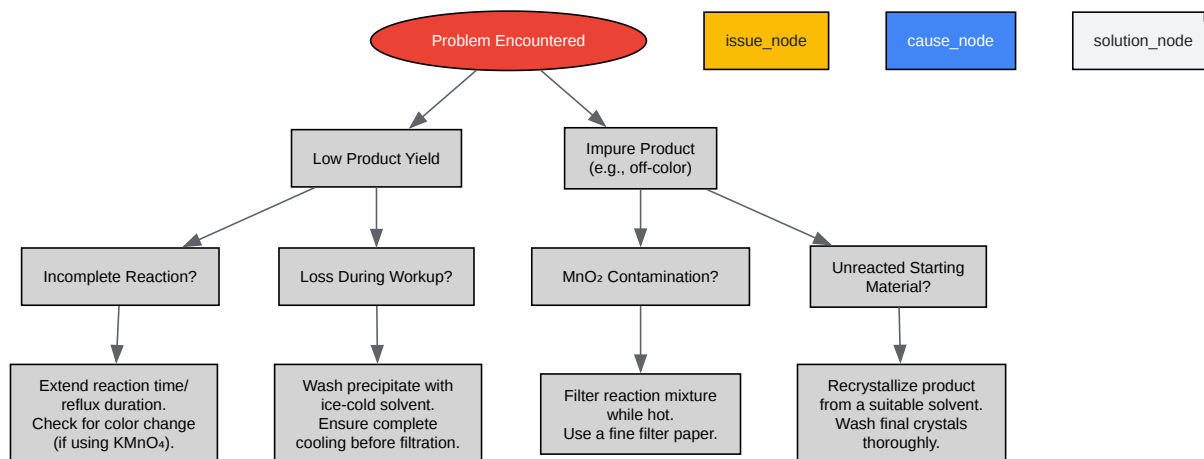 Problem Encountered
issue_node
cause_node
solution_node
Low Product Yield
Impure Product
(e.g., off-color)
Incomplete Reaction?
Loss During Workup?
MnO₂ Contamination?
Unreacted Starting
Material?
Extend reaction time/
reflux duration.
Check for color change
(if using KMnO₄).
Wash precipitate with
ice-cold solvent.
Ensure complete
cooling before filtration.
Filter reaction mixture
while hot.
Use a fine filter paper.
Recrystallize product
from a suitable solvent.
Wash final crystals
thoroughly.